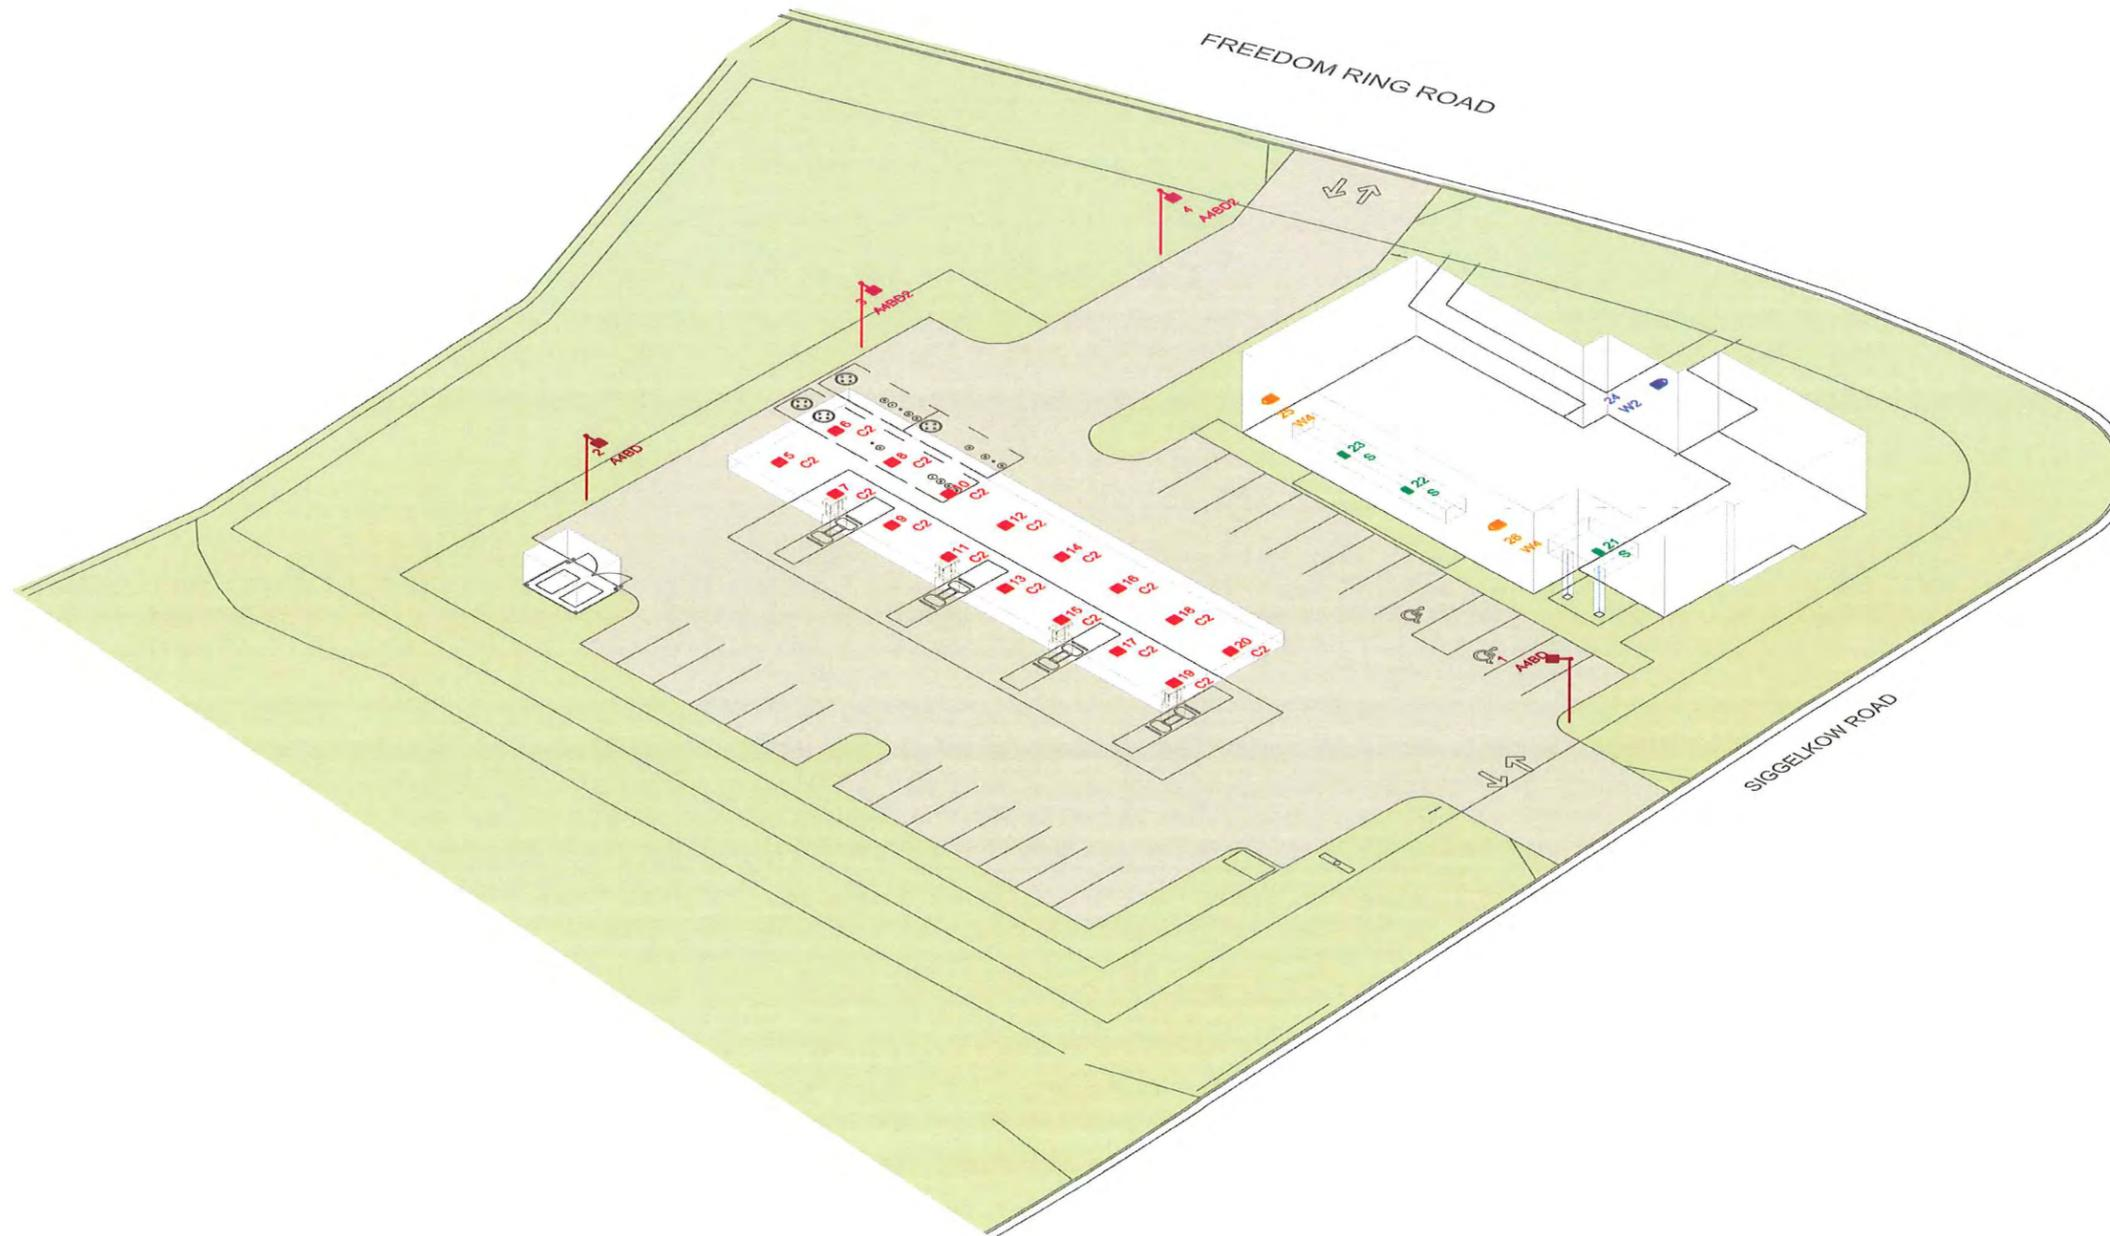 FREEDOM RING ROAD
4 A4BD2
3 A4BD2
2 A4BD
24 W2
25 W4
23 S
22 S
26 W4
21 S
6 C2
5 C2
8 C2
7 C2
10 C2
9 C2
12 C2
11 C2
14 C2
13 C2
16 C2
15 C2
18 C2
17 C2
20 C2
19 C2
1 A4BD
SIGGELKOW ROAD